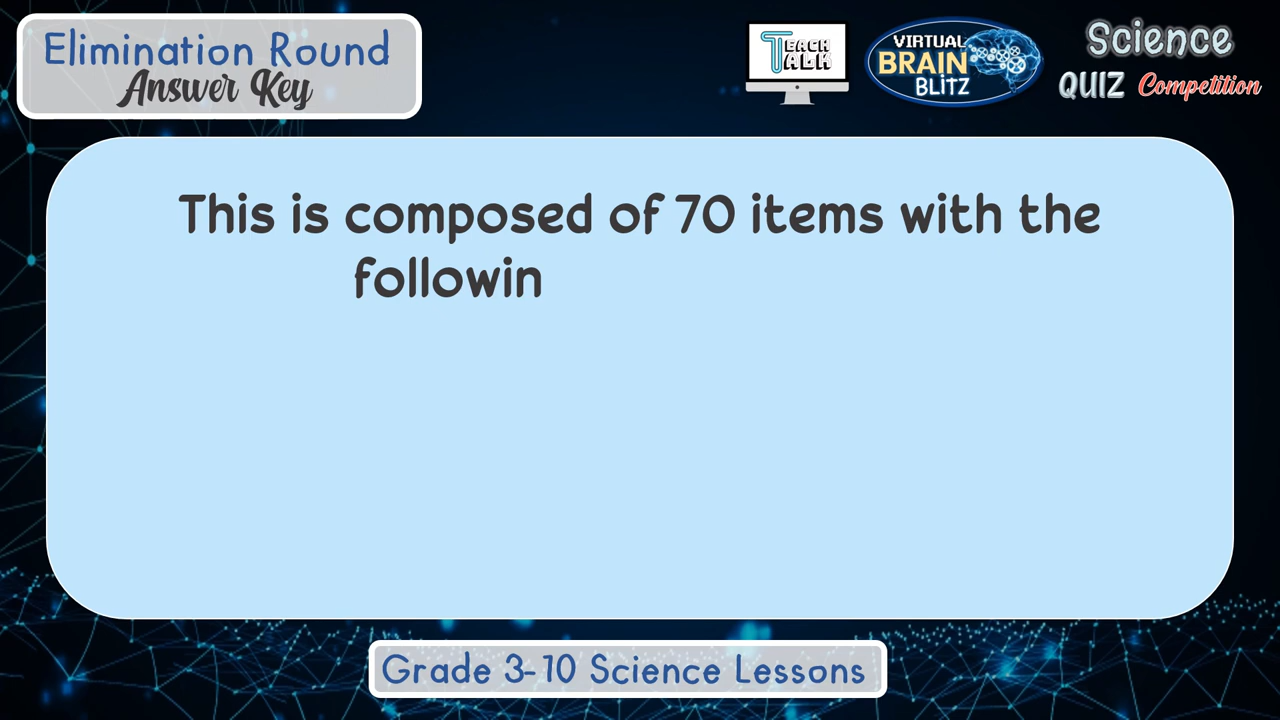 Elimination Round
Answer Key
TEACH
TALK
VIRTUAL
BRAIN
BLITZ
Science
QUIZ Competition
This is composed of 70 items with the
followin
Grade 3-10 Science Lessons